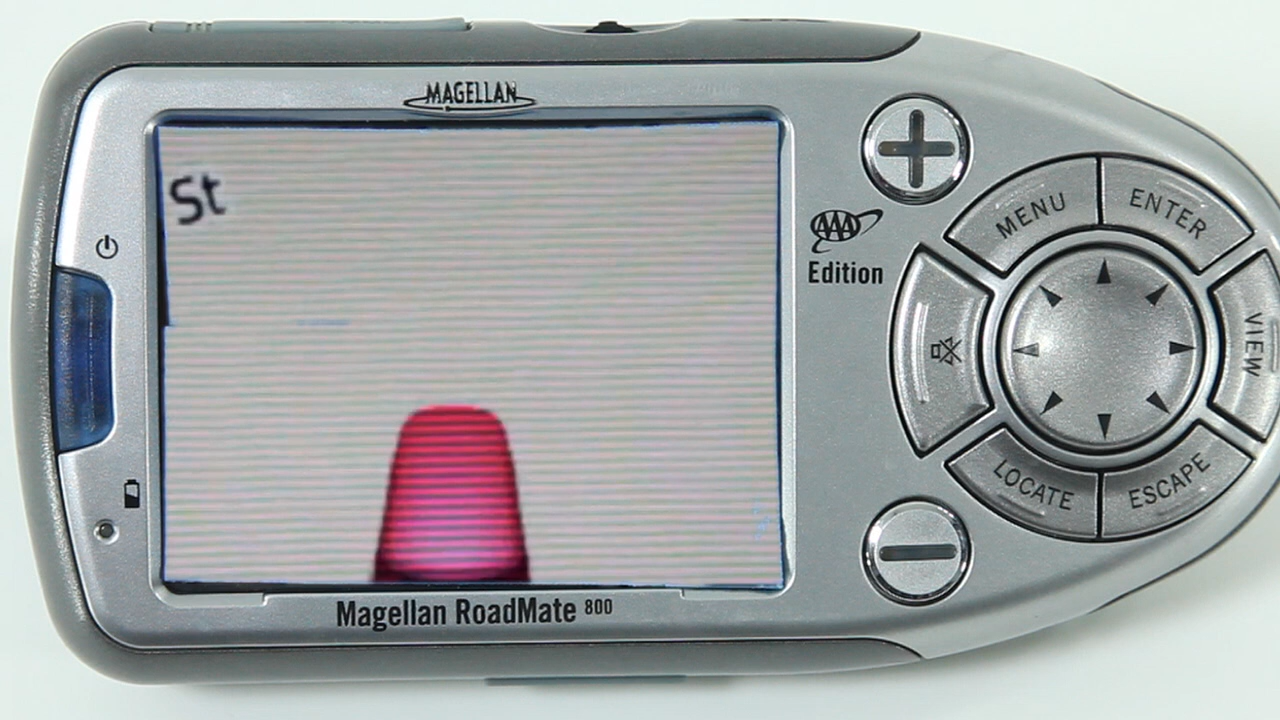 MAGELLAN
St
AAA
Edition
MENU
ENTER
VIEW
LOCATE
ESCAPE
Magellan RoadMate 800